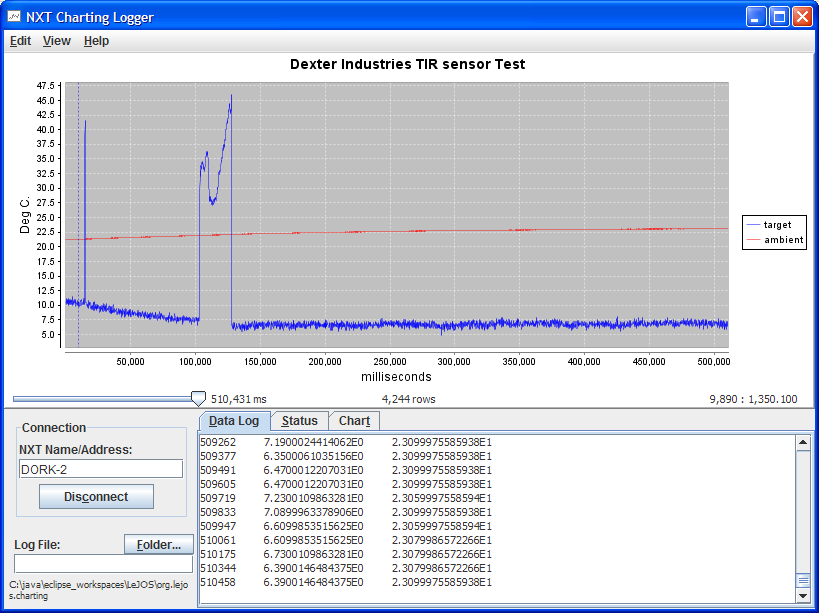 NXT Charting Logger
Edit View Help
Dexter Industries TIR sensor Test
47.5
45.0
42.5
40.0
37.5
35.0
32.5
30.0
27.5
25.0
22.5
20.0
17.5
15.0
12.5
10.0
7.5
5.0
Deg C.
target
ambient
50,000 100,000 150,000 200,000 250,000 300,000 350,000 400,000 450,000 500,000
milliseconds
510,431 ms 4,244 rows 9,890 : 1,350.100
Connection
NXT Name/Address:
DORK-2
Disconnect
Log File: Folder...
C:\java\eclipse_workspaces\LeJOS\org.lejo
s.charting
Data Log Status Chart
509262 7.1900024414062E0 2.3099975585938E1
509377 6.3500061035156E0 2.3099975585938E1
509491 6.4700012207031E0 2.3099975585938E1
509605 6.4700012207031E0 2.3099975585938E1
509719 7.2300109863281E0 2.3059997558594E1
509833 7.0899963378906E0 2.3099975585938E1
509947 6.6099853515625E0 2.3059997558594E1
510061 6.6099853515625E0 2.3079986572266E1
510175 6.7300109863281E0 2.3079986572266E1
510344 6.3900146484375E0 2.3079986572266E1
510458 6.3900146484375E0 2.3099975585938E1